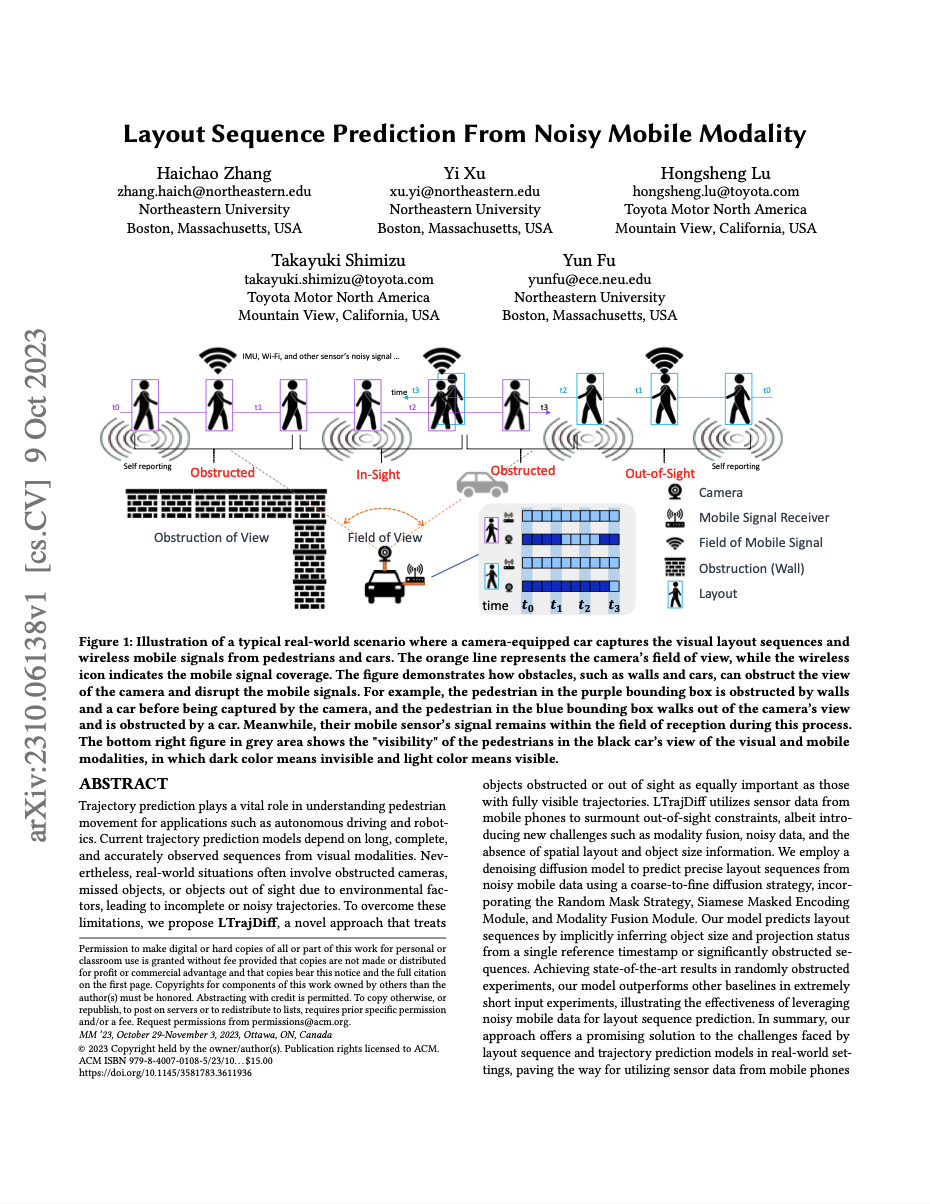 Layout Sequence Prediction From Noisy Mobile Modality
Haichao Zhang
zhang.haich@northeastern.edu
Northeastern University
Boston, Massachusetts, USA
Yi Xu
xu.yi@northeastern.edu
Northeastern University
Boston, Massachusetts, USA
Hongsheng Lu
hongsheng.lu@toyota.com
Toyota Motor North America
Mountain View, California, USA
Takayuki Shimizu
takayuki.shimizu@toyota.com
Toyota Motor North America
Mountain View, California, USA
Yun Fu
yunfu@ece.neu.edu
Northeastern University
Boston, Massachusetts, USA
arXiv:2310.06138v1 [cs.CV] 9 Oct 2023
IMU, Wi-Fi, and other sensor's noisy signal ...
t0
t1
time
t3
t2
t3
t2
t1
t0
Self reporting
Obstructed
In-Sight
Obstructed
Out-of-Sight
Self reporting
Obstruction of View
Field of View
time t0 t1 t2 t3
Camera
Mobile Signal Receiver
Field of Mobile Signal
Obstruction (Wall)
Layout
Figure 1: Illustration of a typical real-world scenario where a camera-equipped car captures the visual layout sequences and
wireless mobile signals from pedestrians and cars. The orange line represents the camera's field of view, while the wireless
icon indicates the mobile signal coverage. The figure demonstrates how obstacles, such as walls and cars, can obstruct the view
of the camera and disrupt the mobile signals. For example, the pedestrian in the purple bounding box is obstructed by walls
and a car before being captured by the camera, and the pedestrian in the blue bounding box walks out of the camera's view
and is obstructed by a car. Meanwhile, their mobile sensor's signal remains within the field of reception during this process.
The bottom right figure in grey area shows the "visibility" of the pedestrians in the black car's view of the visual and mobile
modalities, in which dark color means invisible and light color means visible.
ABSTRACT
Trajectory prediction plays a vital role in understanding pedestrian
movement for applications such as autonomous driving and robot-
ics. Current trajectory prediction models depend on long, complete,
and accurately observed sequences from visual modalities. Nev-
ertheless, real-world situations often involve obstructed cameras,
missed objects, or objects out of sight due to environmental fac-
tors, leading to incomplete or noisy trajectories. To overcome these
limitations, we propose LTrajDiff, a novel approach that treats
Permission to make digital or hard copies of all or part of this work for personal or
classroom use is granted without fee provided that copies are not made or distributed
for profit or commercial advantage and that copies bear this notice and the full citation
on the first page. Copyrights for components of this work owned by others than the
author(s) must be honored. Abstracting with credit is permitted. To copy otherwise, or
republish, to post on servers or to redistribute to lists, requires prior specific permission
and/or a fee. Request permissions from permissions@acm.org.
MM '23, October 29-November 3, 2023, Ottawa, ON, Canada
© 2023 Copyright held by the owner/author(s). Publication rights licensed to ACM.
ACM ISBN 979-8-4007-0108-5/23/10...$15.00
https://doi.org/10.1145/3581783.3611936
objects obstructed or out of sight as equally important as those
with fully visible trajectories. LTrajDiff utilizes sensor data from
mobile phones to surmount out-of-sight constraints, albeit intro-
ducing new challenges such as modality fusion, noisy data, and the
absence of spatial layout and object size information. We employ a
denoising diffusion model to predict precise layout sequences from
noisy mobile data using a coarse-to-fine diffusion strategy, incor-
porating the Random Mask Strategy, Siamese Masked Encoding
Module, and Modality Fusion Module. Our model predicts layout
sequences by implicitly inferring object size and projection status
from a single reference timestamp or significantly obstructed se-
quences. Achieving state-of-the-art results in randomly obstructed
experiments, our model outperforms other baselines in extremely
short input experiments, illustrating the effectiveness of leveraging
noisy mobile data for layout sequence prediction. In summary, our
approach offers a promising solution to the challenges faced by
layout sequence and trajectory prediction models in real-world set-
tings, paving the way for utilizing sensor data from mobile phones